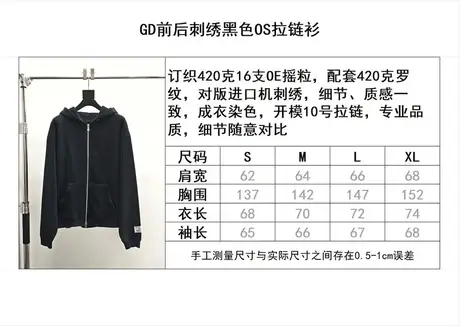 GD前后刺绣黑色OS拉链衫
订织420克16支OE摇粒，配套420克罗
纹，对版进口机刺绣，细节、质感一
致，成衣染色，开模10号拉链，专业品
质，细节随意对比
尺码 S M L XL
肩宽 62 64 66 68
胸围 137 142 147 152
衣长 68 70 72 74
袖长 65 66 67 68
手工测量尺寸与实际尺寸之间存在0.5-1cm误差